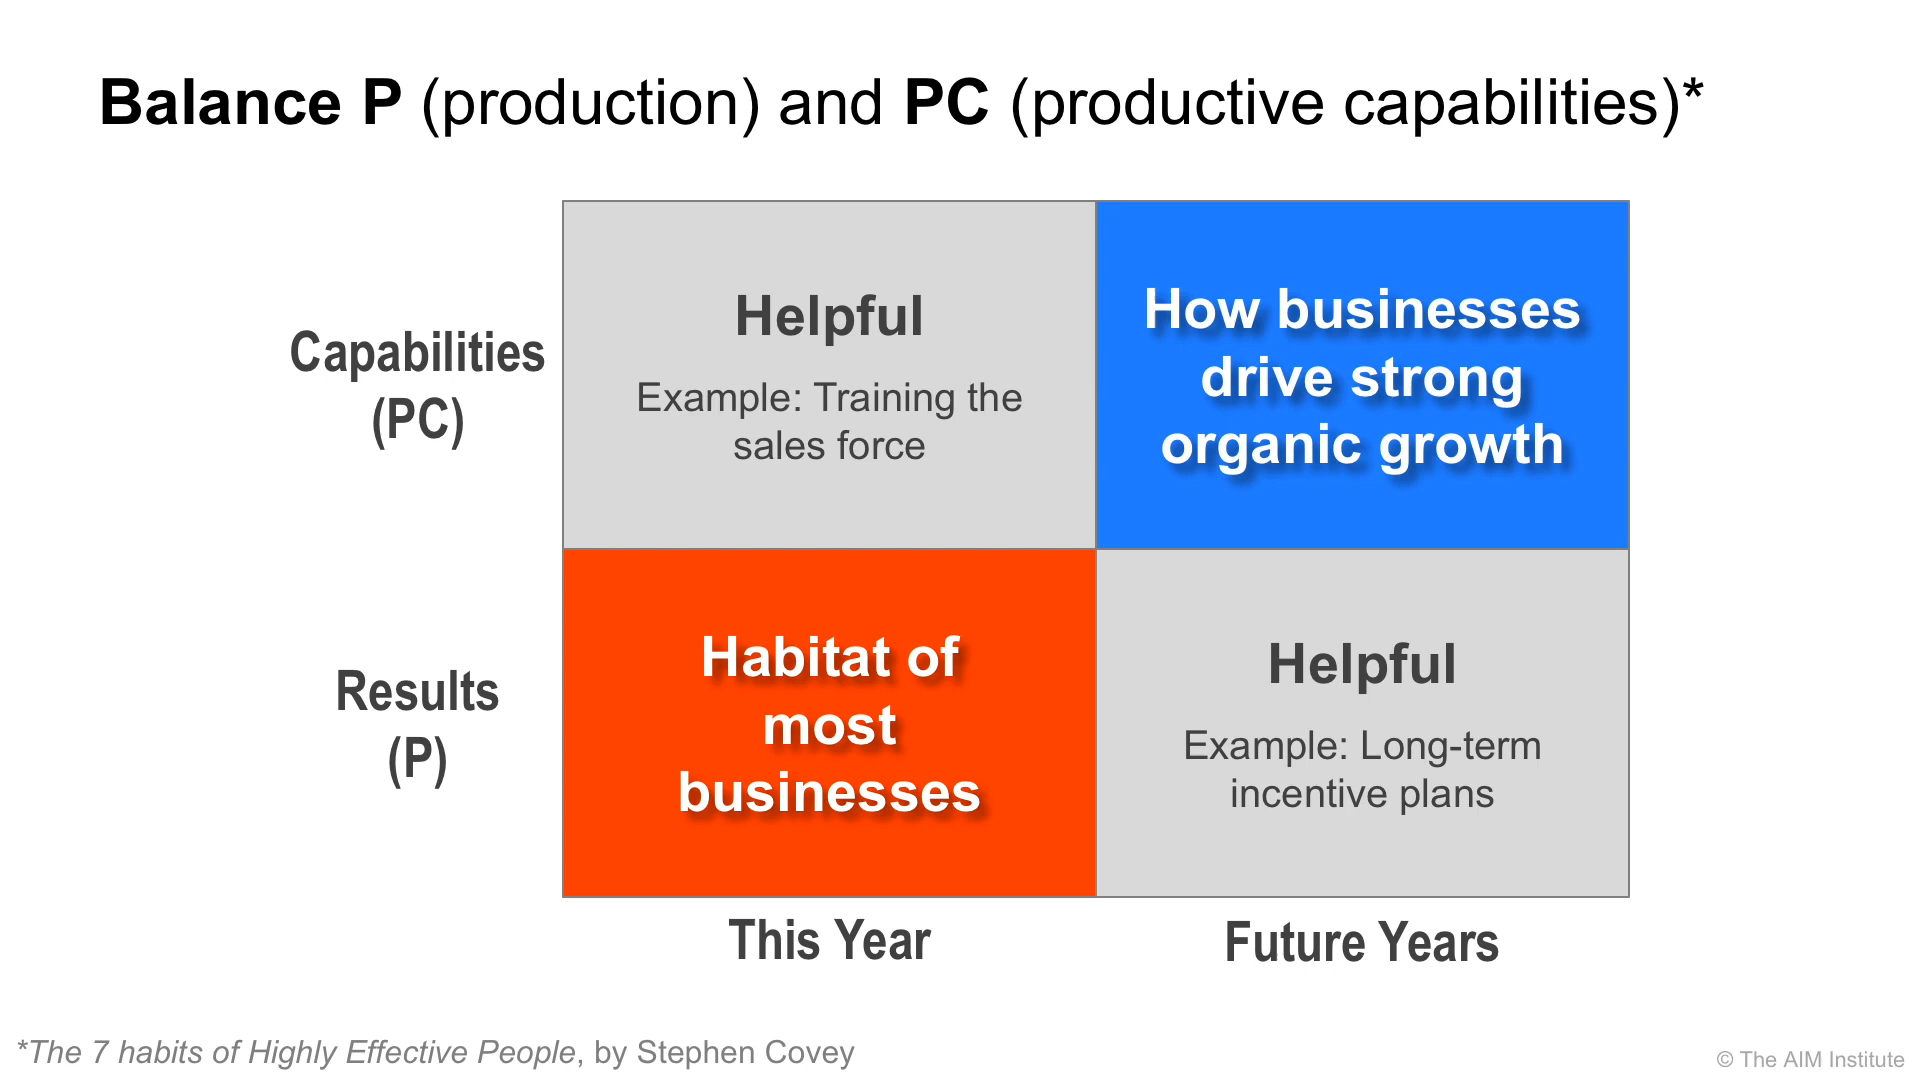 Balance P (production) and PC (productive capabilities)*
Capabilities
(PC)
Helpful
Example: Training the
sales force
How businesses
drive strong
organic growth
Results
(P)
Habitat of
most
businesses
Helpful
Example: Long-term
incentive plans
This Year
Future Years
*The 7 habits of Highly Effective People, by Stephen Covey
© The AIM Institute